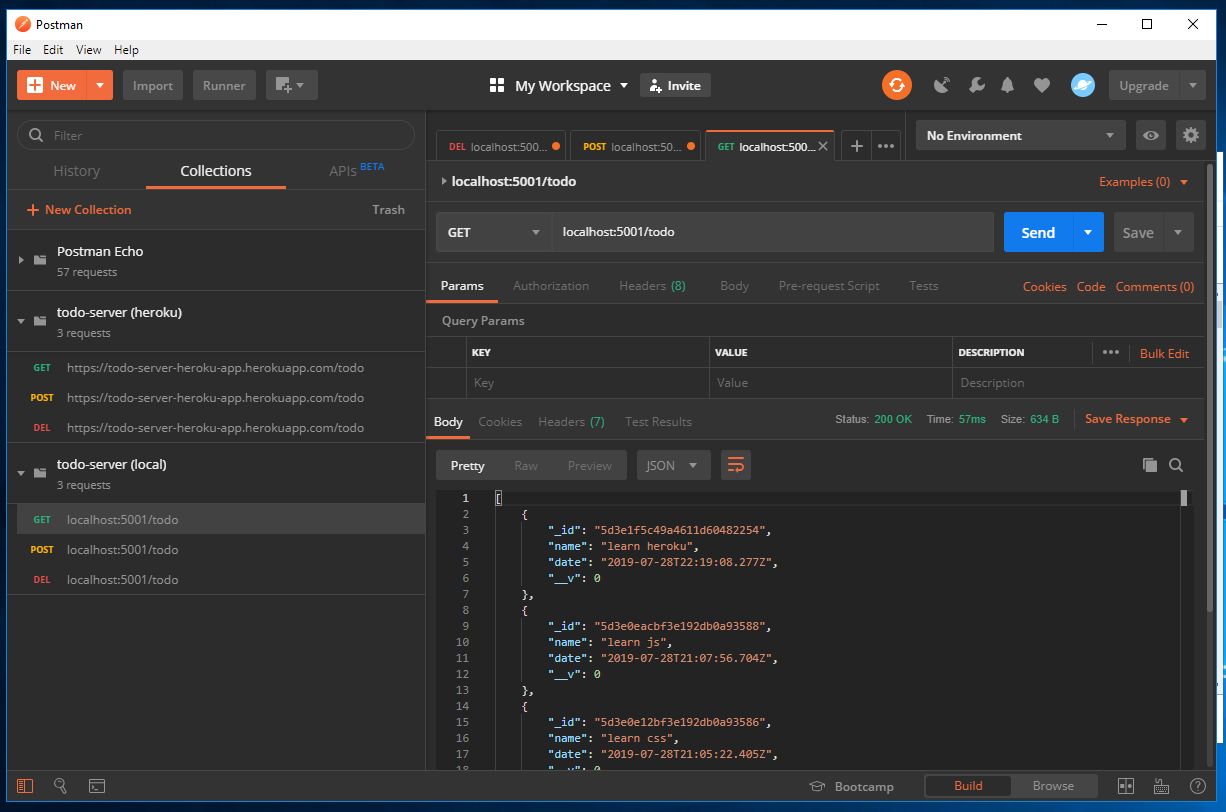 Postman
File Edit View Help
New Import Runner My Workspace Invite Upgrade
Filter
History Collections APIs BETA
New Collection Trash
Postman Echo
57 requests
todo-server (heroku)
3 requests
GET https://todo-server-heroku-app.herokuapp.com/todo
POST https://todo-server-heroku-app.herokuapp.com/todo
DEL https://todo-server-heroku-app.herokuapp.com/todo
todo-server (local)
3 requests
GET localhost:5001/todo
POST localhost:5001/todo
DEL localhost:5001/todo
DEL localhost:500... POST localhost:50... GET localhost:500... No Environment
localhost:5001/todo Examples (0)
GET localhost:5001/todo Send Save
Params Authorization Headers (8) Body Pre-request Script Tests Cookies Code Comments (0)
Query Params
KEY VALUE DESCRIPTION ••• Bulk Edit
Key Value Description
Body Cookies Headers (7) Test Results Status: 200 OK Time: 57ms Size: 634 B Save Response
Pretty Raw Preview JSON
1 [
2 {
3 "_id": "5d3e1f5c49a4611d60482254",
4 "name": "learn heroku",
5 "date": "2019-07-28T22:19:08.277Z",
6 "__v": 0
7 },
8 {
9 "_id": "5d3e0eacbf3e192db0a93588",
10 "name": "learn js",
11 "date": "2019-07-28T21:07:56.704Z",
12 "__v": 0
13 },
14 {
15 "_id": "5d3e0e12bf3e192db0a93586",
16 "name": "learn css",
17 "date": "2019-07-28T21:05:22.405Z",
18 "__v": 0
Bootcamp Build Browse